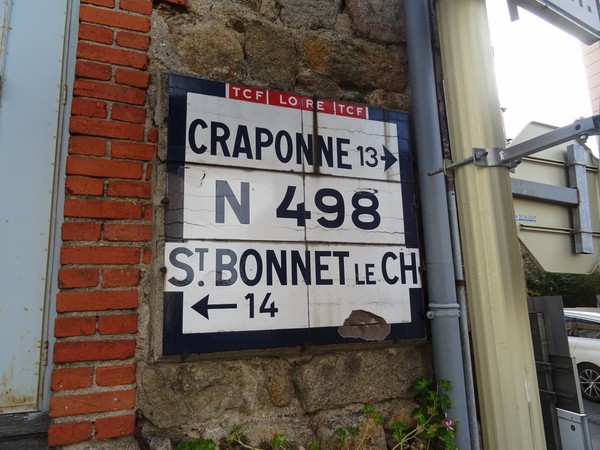 TCF LOIRE TCF
CRAPONNE 13
N 498
ST BONNET LE CH
14